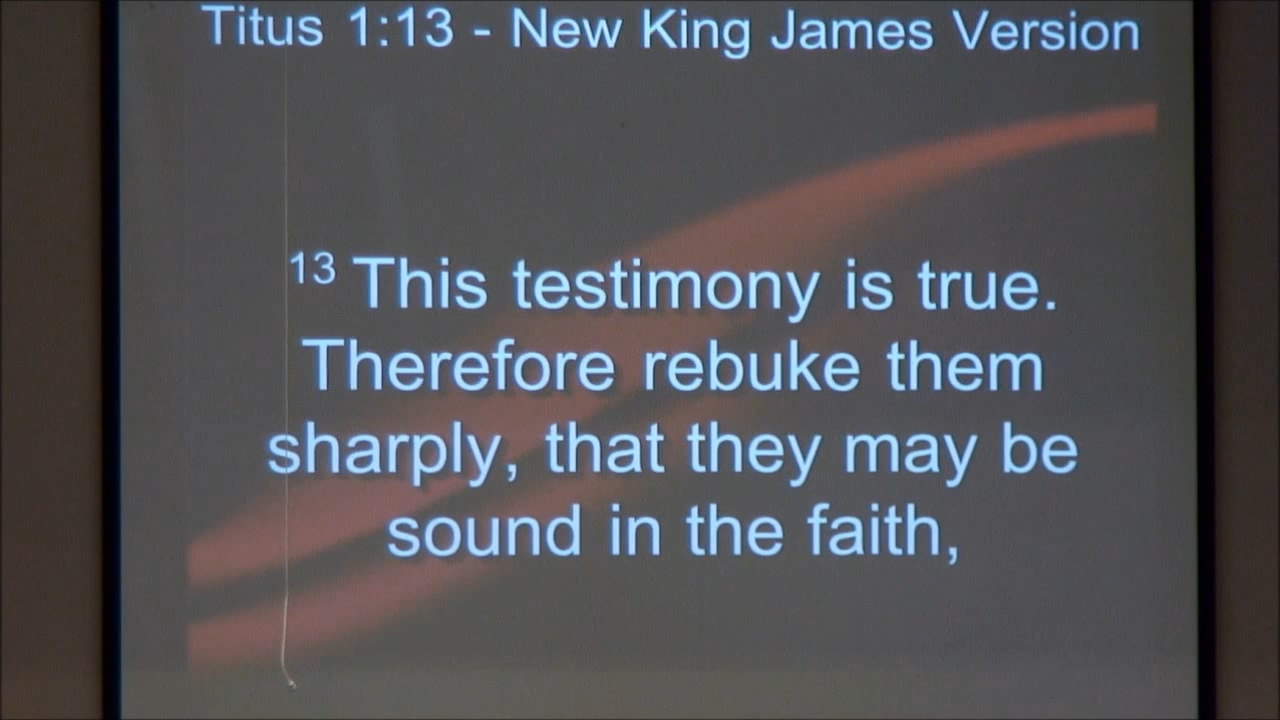 Titus 1:13 - New King James Version
13 This testimony is true.
Therefore rebuke them
sharply, that they may be
sound in the faith,